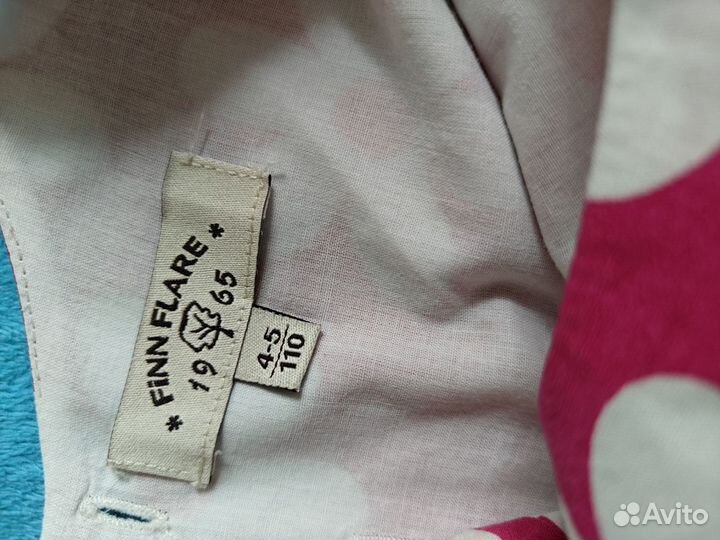 * FiNN FLARE *
19 65
4-5
110
Avito